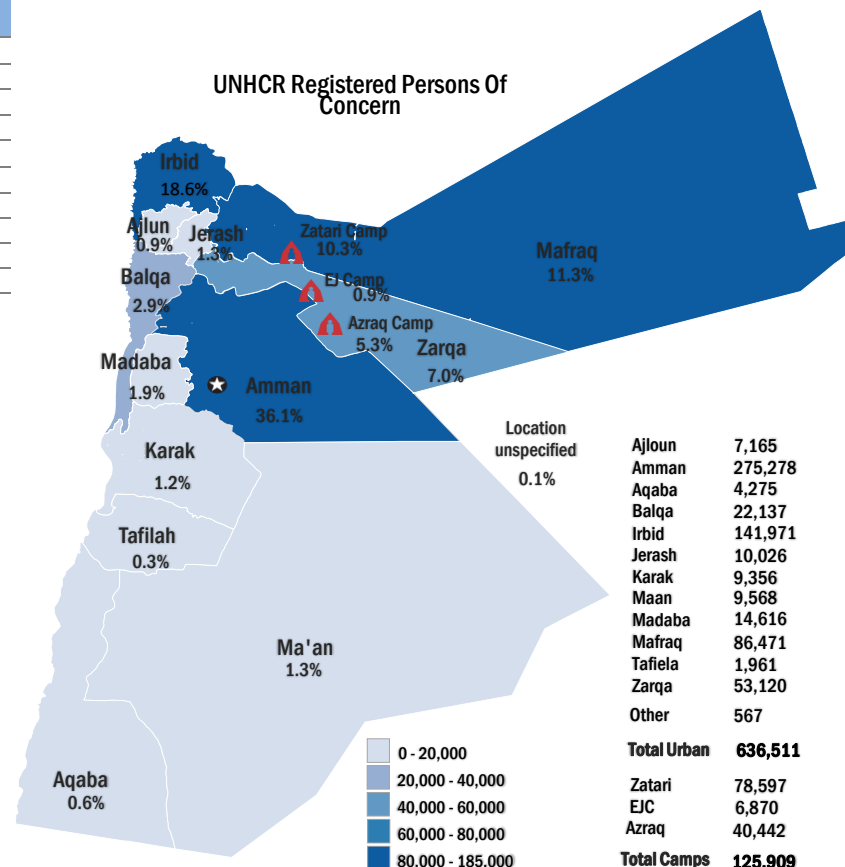 UNHCR Registered Persons Of
Concern
Irbid
18.6%
Ajlun
0.9%
Jerash
1.3%
Zatari Camp
10.3%
Mafraq
11.3%
Balqa
2.9%
EJ Camp
0.9%
Azraq Camp
5.3%
Zarqa
7.0%
Madaba
1.9%
Amman
36.1%
Karak
1.2%
Location
unspecified
0.1%
Tafilah
0.3%
Ma'an
1.3%
Aqaba
0.6%
0 - 20,000
20,000 - 40,000
40,000 - 60,000
60,000 - 80,000
80,000 - 185,000
Ajloun 7,165
Amman 275,278
Aqaba 4,275
Balqa 22,137
Irbid 141,971
Jerash 10,026
Karak 9,356
Maan 9,568
Madaba 14,616
Mafraq 86,471
Tafiela 1,961
Zarqa 53,120
Other 567
Total Urban 636,511
Zatari 78,597
EJC 6,870
Azraq 40,442
Total Camps 125,909